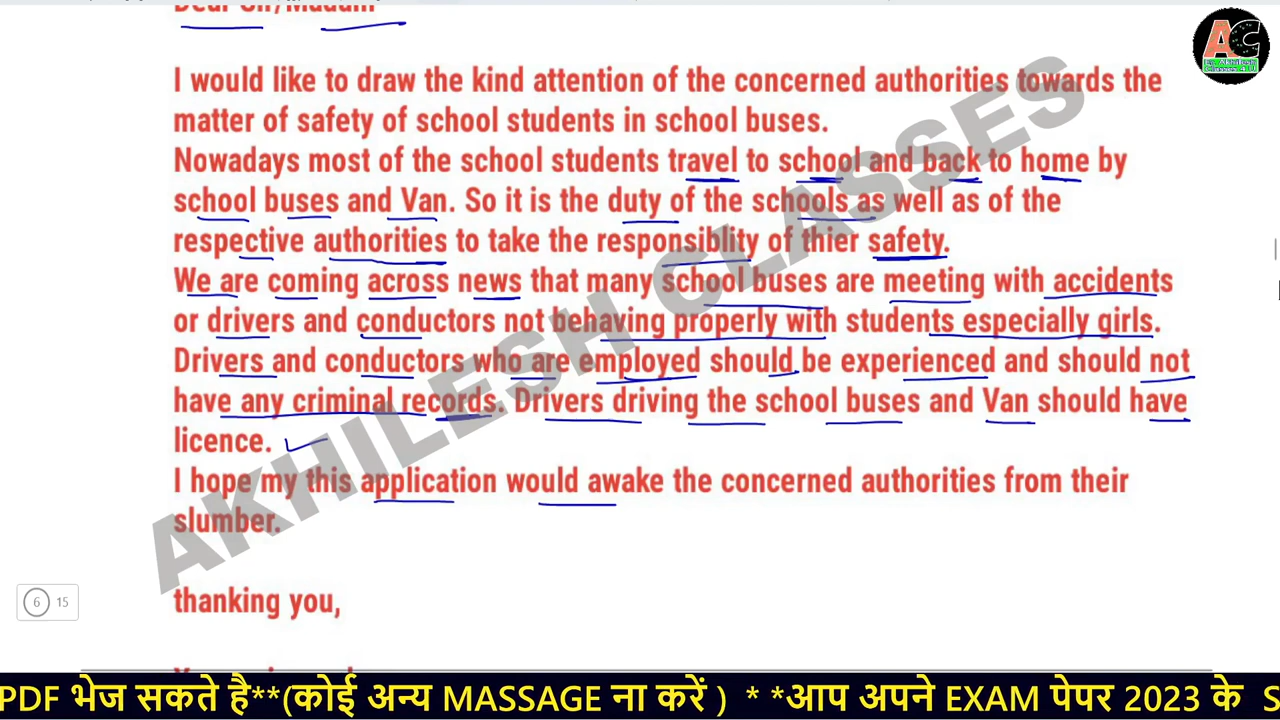 Dear Sir/Madam
I would like to draw the kind attention of the concerned authorities towards the
matter of safety of school students in school buses.
Nowadays most of the school students travel to school and back to home by
school buses and Van. So it is the duty of the schools as well as of the
respective authorities to take the responsiblity of thier safety.
We are coming across news that many school buses are meeting with accidents
or drivers and conductors not behaving properly with students especially girls.
Drivers and conductors who are employed should be experienced and should not
have any criminal records. Drivers driving the school buses and Van should have
licence.
I hope my this application would awake the concerned authorities from their
slumber.
thanking you,
AKHILESH CLASSES
AC
6 15
PDF भेज सकते है**(कोई अन्य MASSAGE ना करें ) * *आप अपने EXAM पेपर 2023 के S